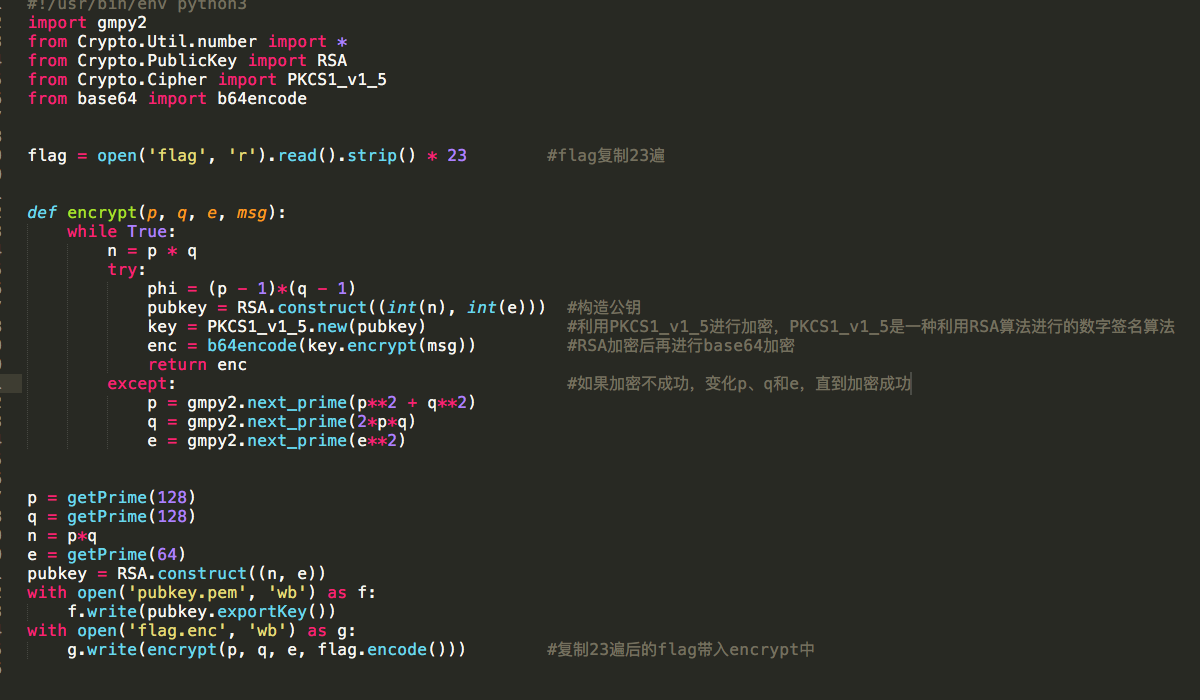 #!/usr/bin/env python3
import gmpy2
from Crypto.Util.number import *
from Crypto.PublicKey import RSA
from Crypto.Cipher import PKCS1_v1_5
from base64 import b64encode
flag = open('flag', 'r').read().strip() * 23 #flag复制23遍
def encrypt(p, q, e, msg):
while True:
n = p * q
try:
phi = (p - 1)*(q - 1)
pubkey = RSA.construct((int(n), int(e))) #构造公钥
key = PKCS1_v1_5.new(pubkey) #利用PKCS1_v1_5进行加密，PKCS1_v1_5是一种利用RSA算法进行的数字签名算法
enc = b64encode(key.encrypt(msg)) #RSA加密后再进行base64加密
return enc
except: #如果加密不成功，变化p、q和e，直到加密成功
p = gmpy2.next_prime(p**2 + q**2)
q = gmpy2.next_prime(2*p*q)
e = gmpy2.next_prime(e**2)
p = getPrime(128)
q = getPrime(128)
n = p*q
e = getPrime(64)
pubkey = RSA.construct((n, e))
with open('pubkey.pem', 'wb') as f:
f.write(pubkey.exportKey())
with open('flag.enc', 'wb') as g:
g.write(encrypt(p, q, e, flag.encode())) #复制23遍后的flag带入encrypt中